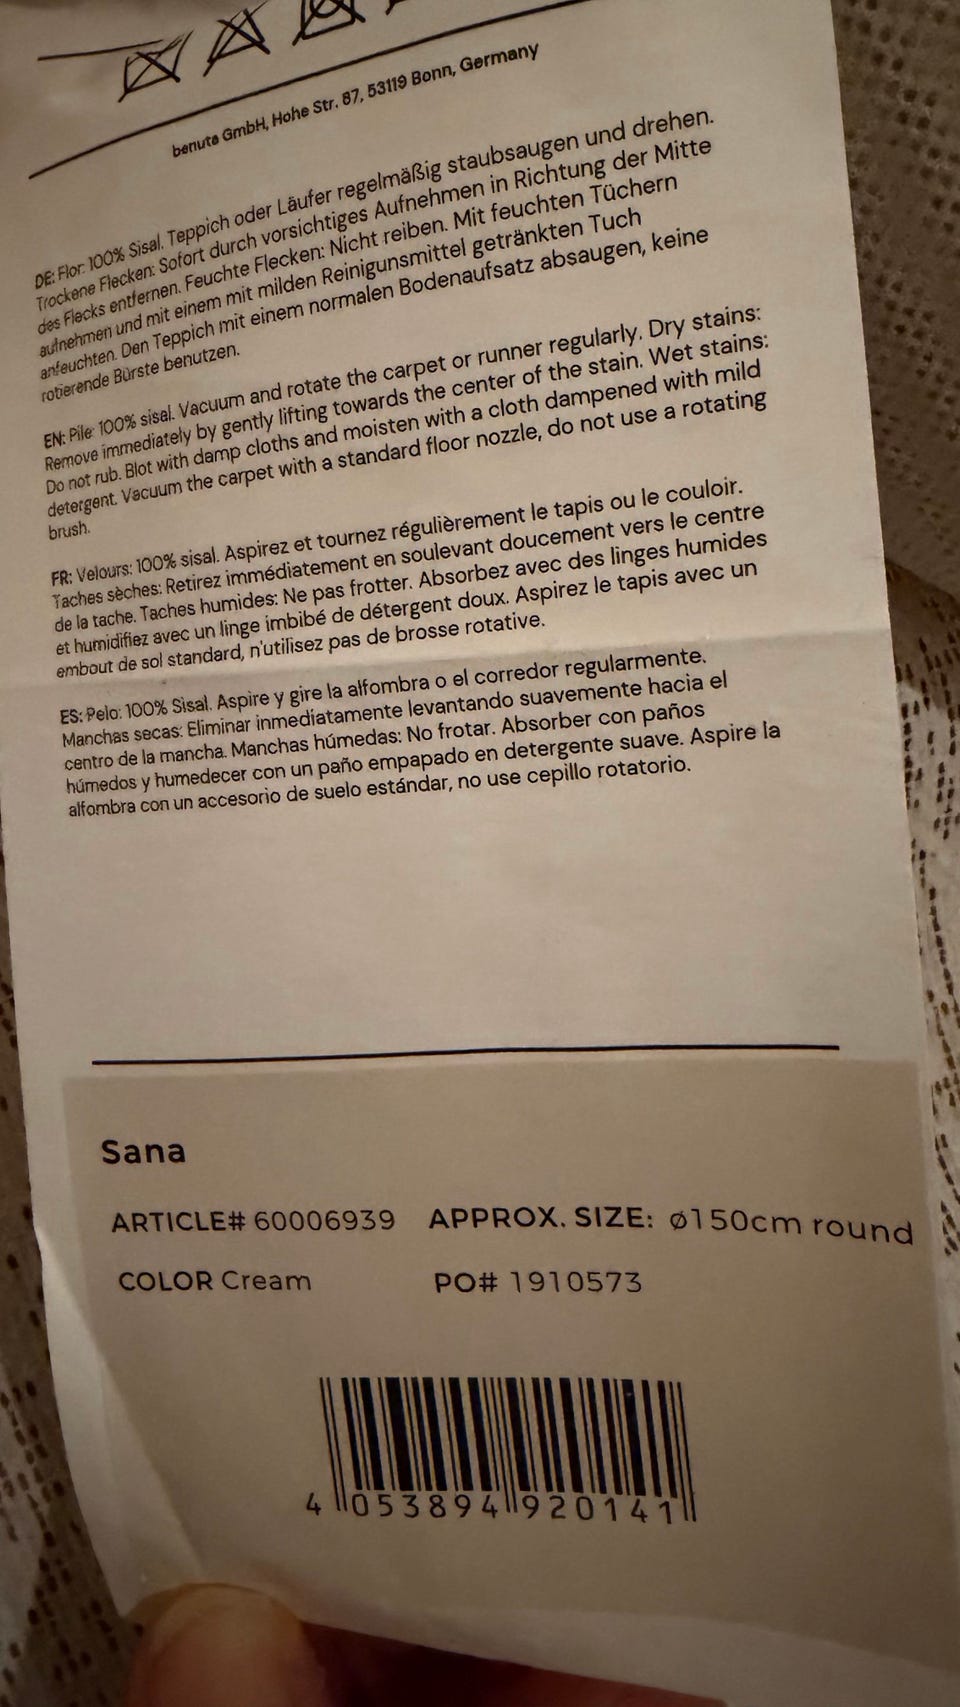 benuta GmbH, Hohe Str. 87, 53119 Bonn, Germany
DE: Flor: 100% Sisal. Teppich oder Läufer regelmäßig staubsaugen und drehen.
Trockene Flecken: Sofort durch vorsichtiges Aufnehmen in Richtung der Mitte
des Flecks entfernen. Feuchte Flecken: Nicht reiben. Mit feuchten Tüchern
aufnehmen und mit einem mit milden Reinigunsmittel getränkten Tuch
anfeuchten. Den Teppich mit einem normalen Bodenaufsatz absaugen, keine
rotierende Bürste benutzen.
EN: Pile: 100% sisal. Vacuum and rotate the carpet or runner regularly. Dry stains:
Remove immediately by gently lifting towards the center of the stain. Wet stains:
Do not rub. Blot with damp cloths and moisten with a cloth dampened with mild
detergent. Vacuum the carpet with a standard floor nozzle, do not use a rotating
brush.
FR: Velours: 100% sisal. Aspirez et tournez régulièrement le tapis ou le couloir.
Taches sèches: Retirez immédiatement en soulevant doucement vers le centre
de la tache. Taches humides: Ne pas frotter. Absorbez avec des linges humides
et humidifiez avec un linge imbibé de détergent doux. Aspirez le tapis avec un
embout de sol standard, n'utilisez pas de brosse rotative.
ES: Pelo: 100% Sisal. Aspire y gire la alfombra o el corredor regularmente.
Manchas secas: Eliminar inmediatamente levantando suavemente hacia el
centro de la mancha. Manchas húmedas: No frotar. Absorber con paños
húmedos y humedecer con un paño empapado en detergente suave. Aspire la
alfombra con un accesorio de suelo estándar, no use cepillo rotatorio.
Sana
ARTICLE# 60006939 APPROX. SIZE: ø150cm round
COLOR Cream PO# 1910573
4 053894 920141